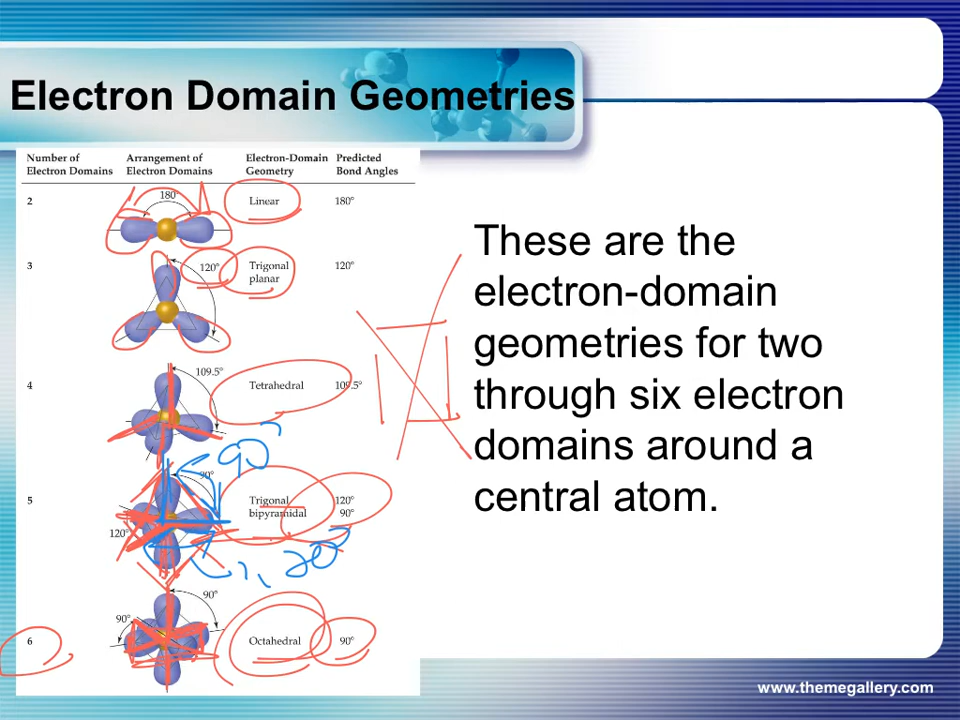 Electron Domain Geometries
Number of Electron Domains Arrangement of Electron Domains Electron-Domain Geometry Predicted Bond Angles
2 180° Linear 180°
3 120° Trigonal planar 120°
4 109.5° Tetrahedral 109.5°
5 90° 120° Trigonal bipyramidal 120° 90°
90°
120°
6 90° 90° Octahedral 90°
These are the
electron-domain
geometries for two
through six electron
domains around a
central atom.
www.themegallery.com